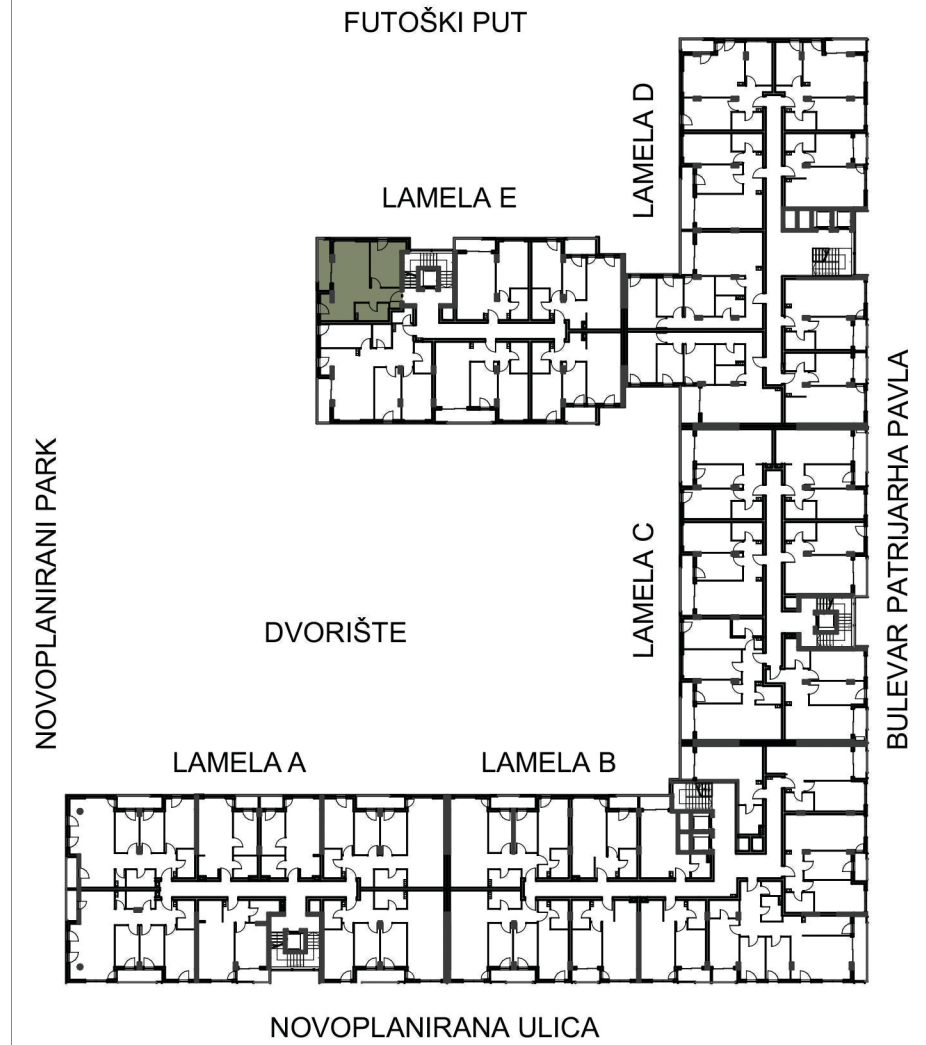 FUTOŠKI PUT
LAMELA D
LAMELA E
NOVOPLANIRANI PARK
DVORIŠTE
LAMELA C
BULEVAR PATRIJARHA PAVLA
LAMELA A
LAMELA B
NOVOPLANIRANA ULICA